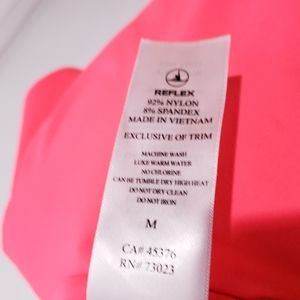 REFLEX
92% NYLON
8% SPANDEX
MADE IN VIETNAM
EXCLUSIVE OF TRIM
MACHINE WASH
LUKE WARM WATER
NO CHLORINE
CAN BE TUMBLE DRY HIGH HEAT
DO NOT DRY CLEAN
DO NOT IRON
M
CA# 45376
RN# 73023